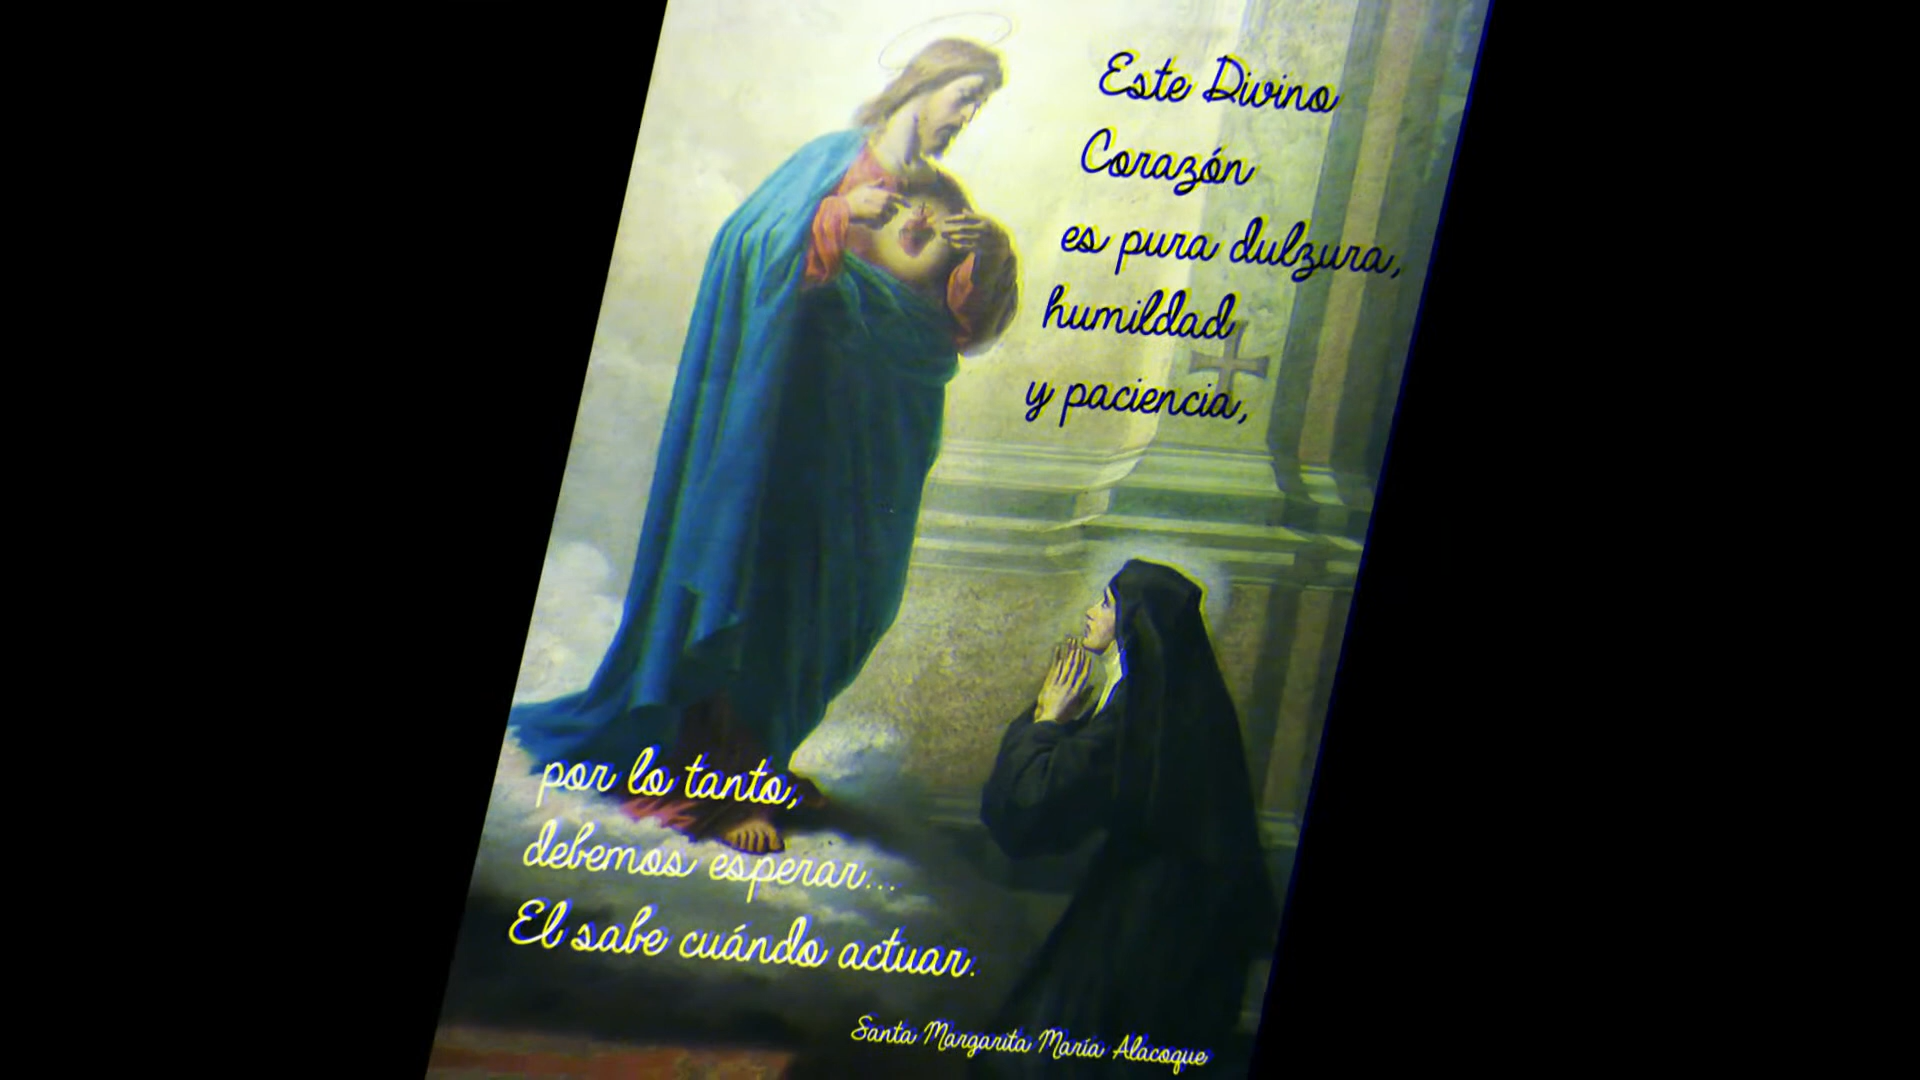 Este Divino
Corazón
es pura dulzura,
humildad
y paciencia,
por lo tanto,
debemos esperar...
El sabe cuándo actuar.
Santa Margarita María Alacoque